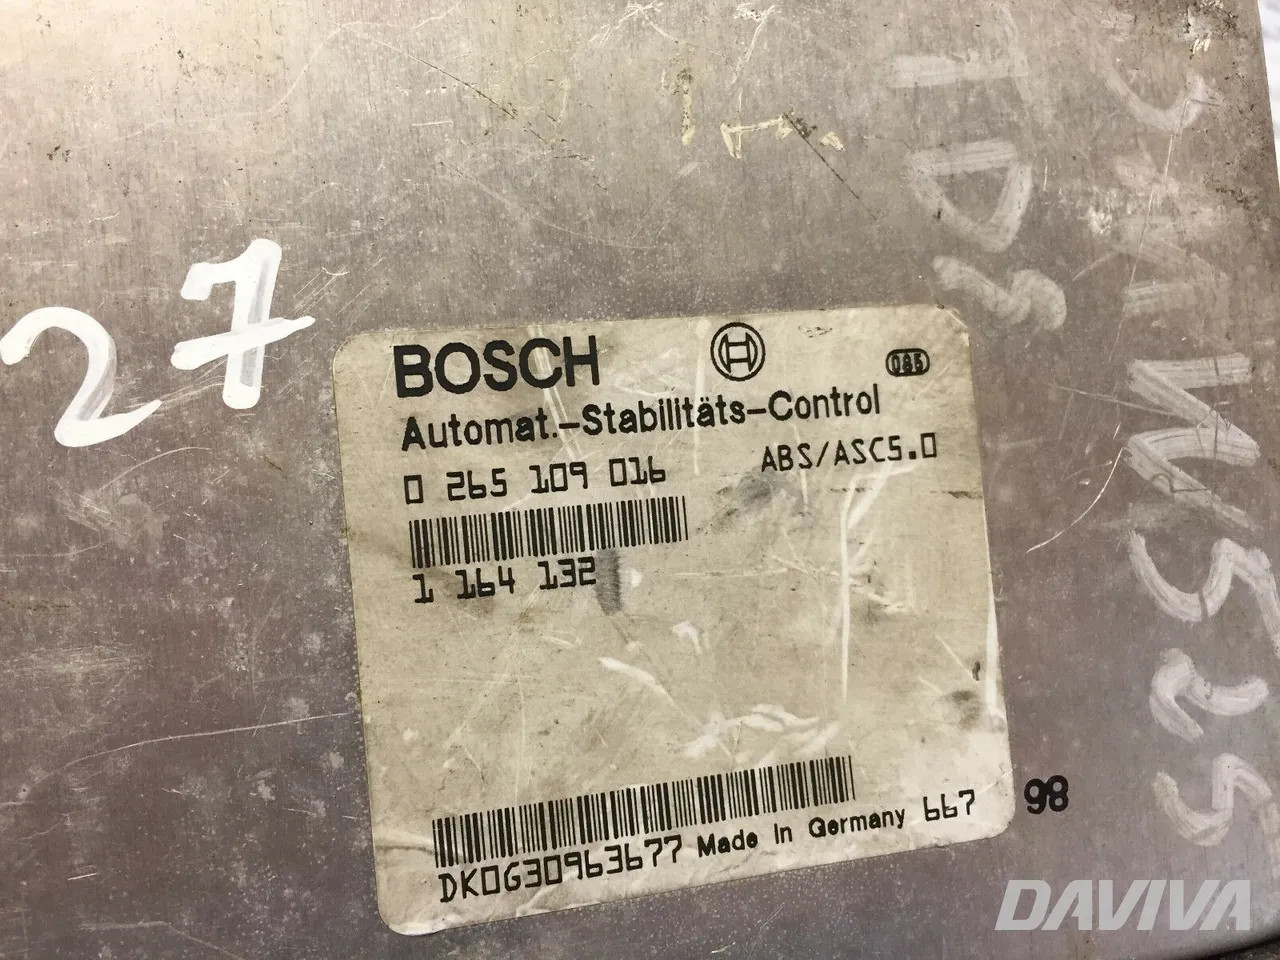 27
BOSCH
085
Automat.-Stabilitäts-Control
0 265 109 016 ABS/ASC5.0
1 164 132
DK0G30963677 Made in Germany 667
98
DAVIVA